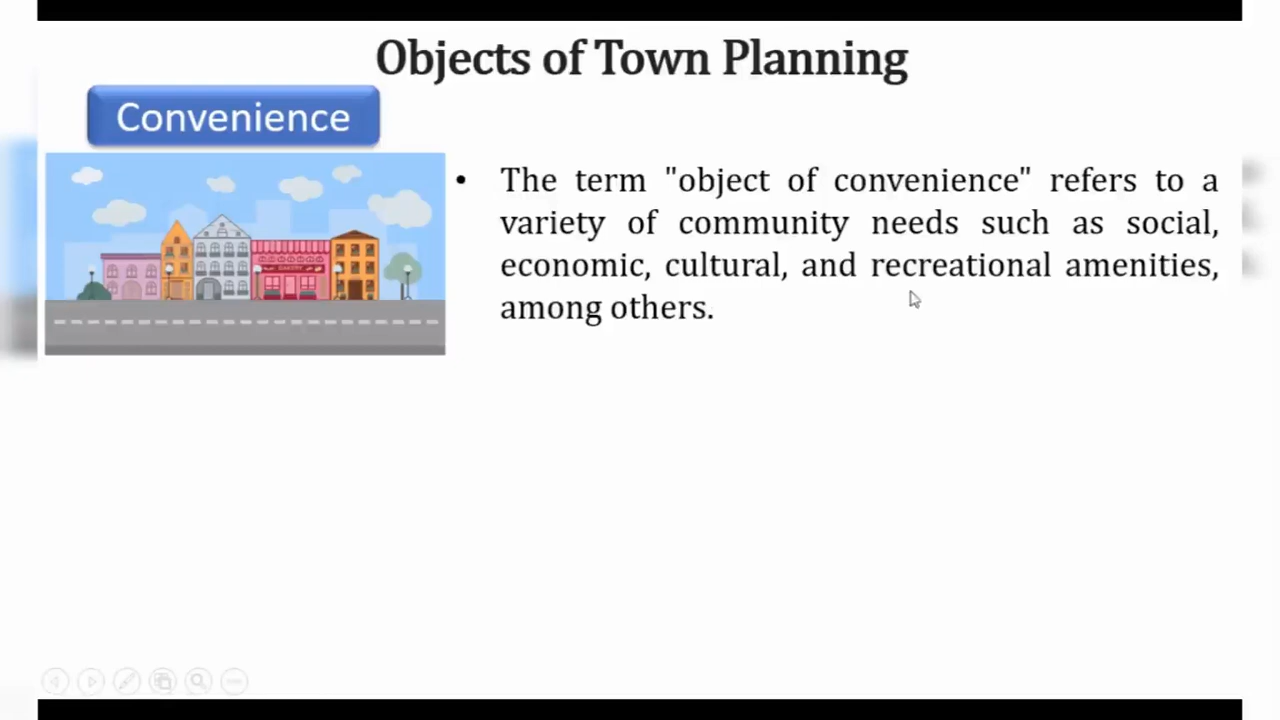 Objects of Town Planning
Convenience
• The term "object of convenience" refers to a
variety of community needs such as social,
economic, cultural, and recreational amenities,
among others.
BAKERY